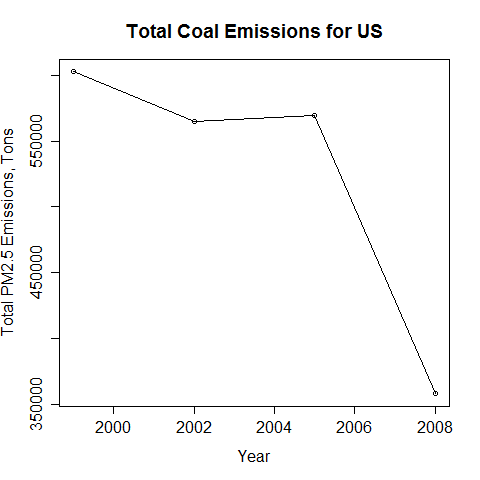 Total Coal Emissions for US
Total PM2.5 Emissions, Tons
550000
450000
350000
2000 2002 2004 2006 2008
Year